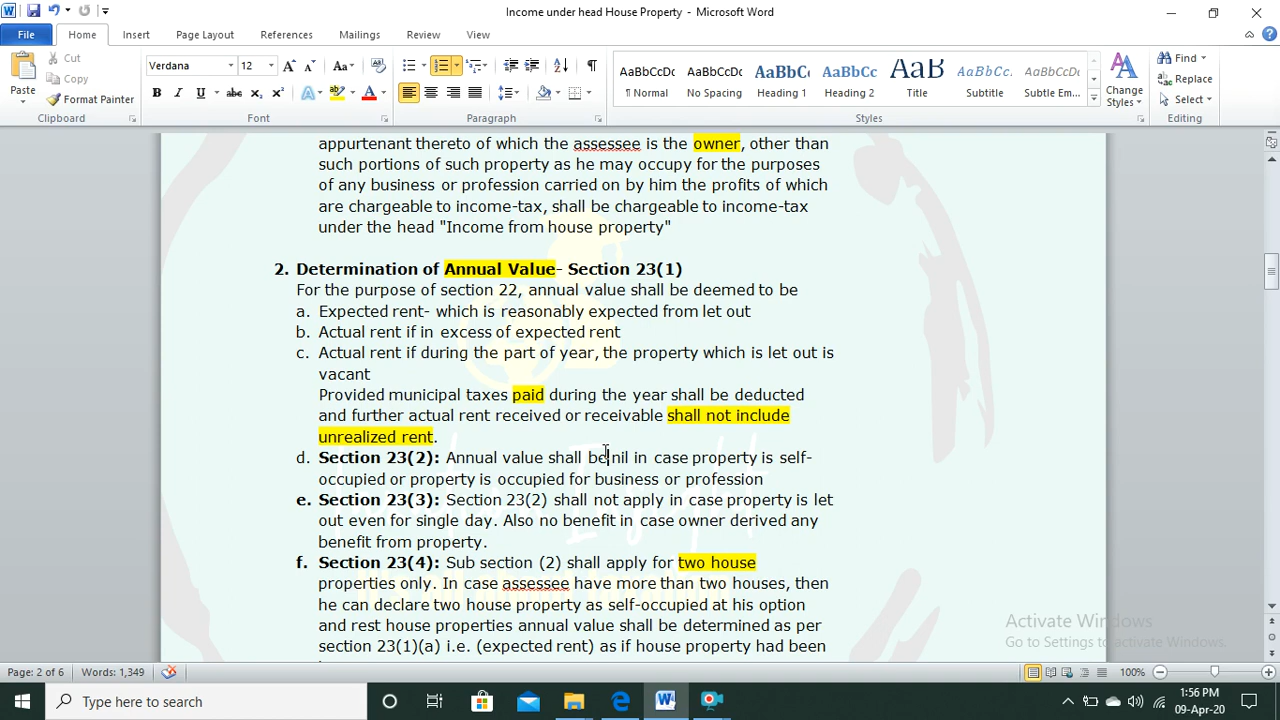 Income under head House Property - Microsoft Word
File Home Insert Page Layout References Mailings Review View
Paste Cut Copy Format Painter Clipboard
Verdana 12 Font
Paragraph
AaBbCcDc AaBbCcDc AaBbCc AaBbCc AaB AaBbCcL AaBbCcDc
¶ Normal No Spacing Heading 1 Heading 2 Title Subtitle Subtle Em...
Change Styles Styles
Find Replace Select Editing
appurtenant thereto of which the assessee is the owner, other than
such portions of such property as he may occupy for the purposes
of any business or profession carried on by him the profits of which
are chargeable to income-tax, shall be chargeable to income-tax
under the head "Income from house property"
2. Determination of Annual Value- Section 23(1)
For the purpose of section 22, annual value shall be deemed to be
a. Expected rent- which is reasonably expected from let out
b. Actual rent if in excess of expected rent
c. Actual rent if during the part of year, the property which is let out is
vacant
Provided municipal taxes paid during the year shall be deducted
and further actual rent received or receivable shall not include
unrealized rent.
d. Section 23(2): Annual value shall be nil in case property is self-
occupied or property is occupied for business or profession
e. Section 23(3): Section 23(2) shall not apply in case property is let
out even for single day. Also no benefit in case owner derived any
benefit from property.
f. Section 23(4): Sub section (2) shall apply for two house
properties only. In case assessee have more than two houses, then
he can declare two house property as self-occupied at his option
and rest house properties annual value shall be determined as per
section 23(1)(a) i.e. (expected rent) as if house property had been
Activate Windows
Go to Settings to activate Windows.
Page: 2 of 6 Words: 1,349 100%
Type here to search
1:56 PM
09-Apr-20